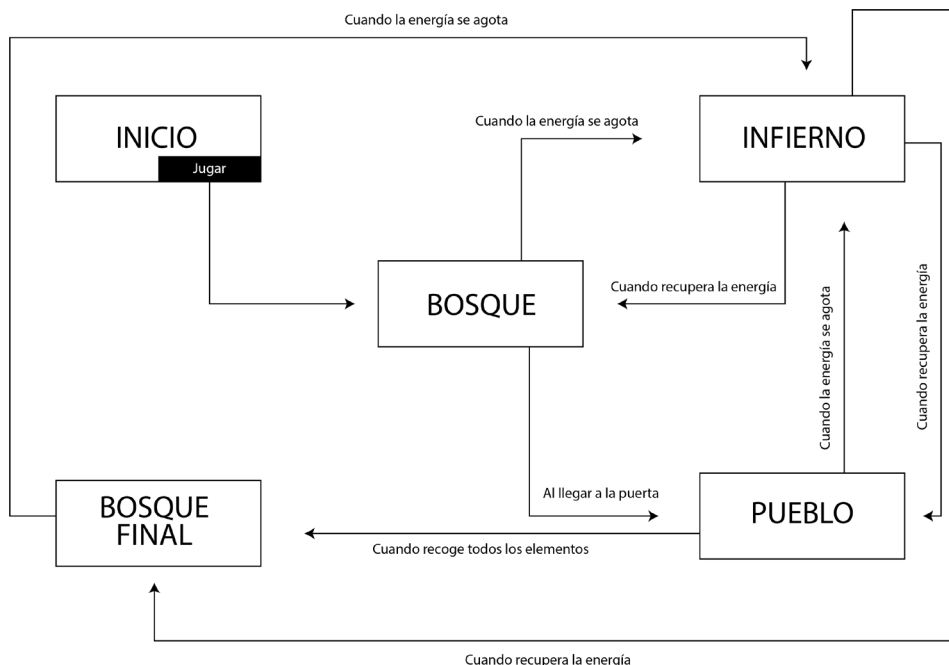 Cuando la energía se agota
INICIO
Jugar
Cuando la energía se agota
INFIERNO
BOSQUE
Cuando recupera la energía
Cuando la energía se agota
Cuando recupera la energía
BOSQUE
FINAL
Al llegar a la puerta
PUEBLO
Cuando recoge todos los elementos
Cuando recupera la energía